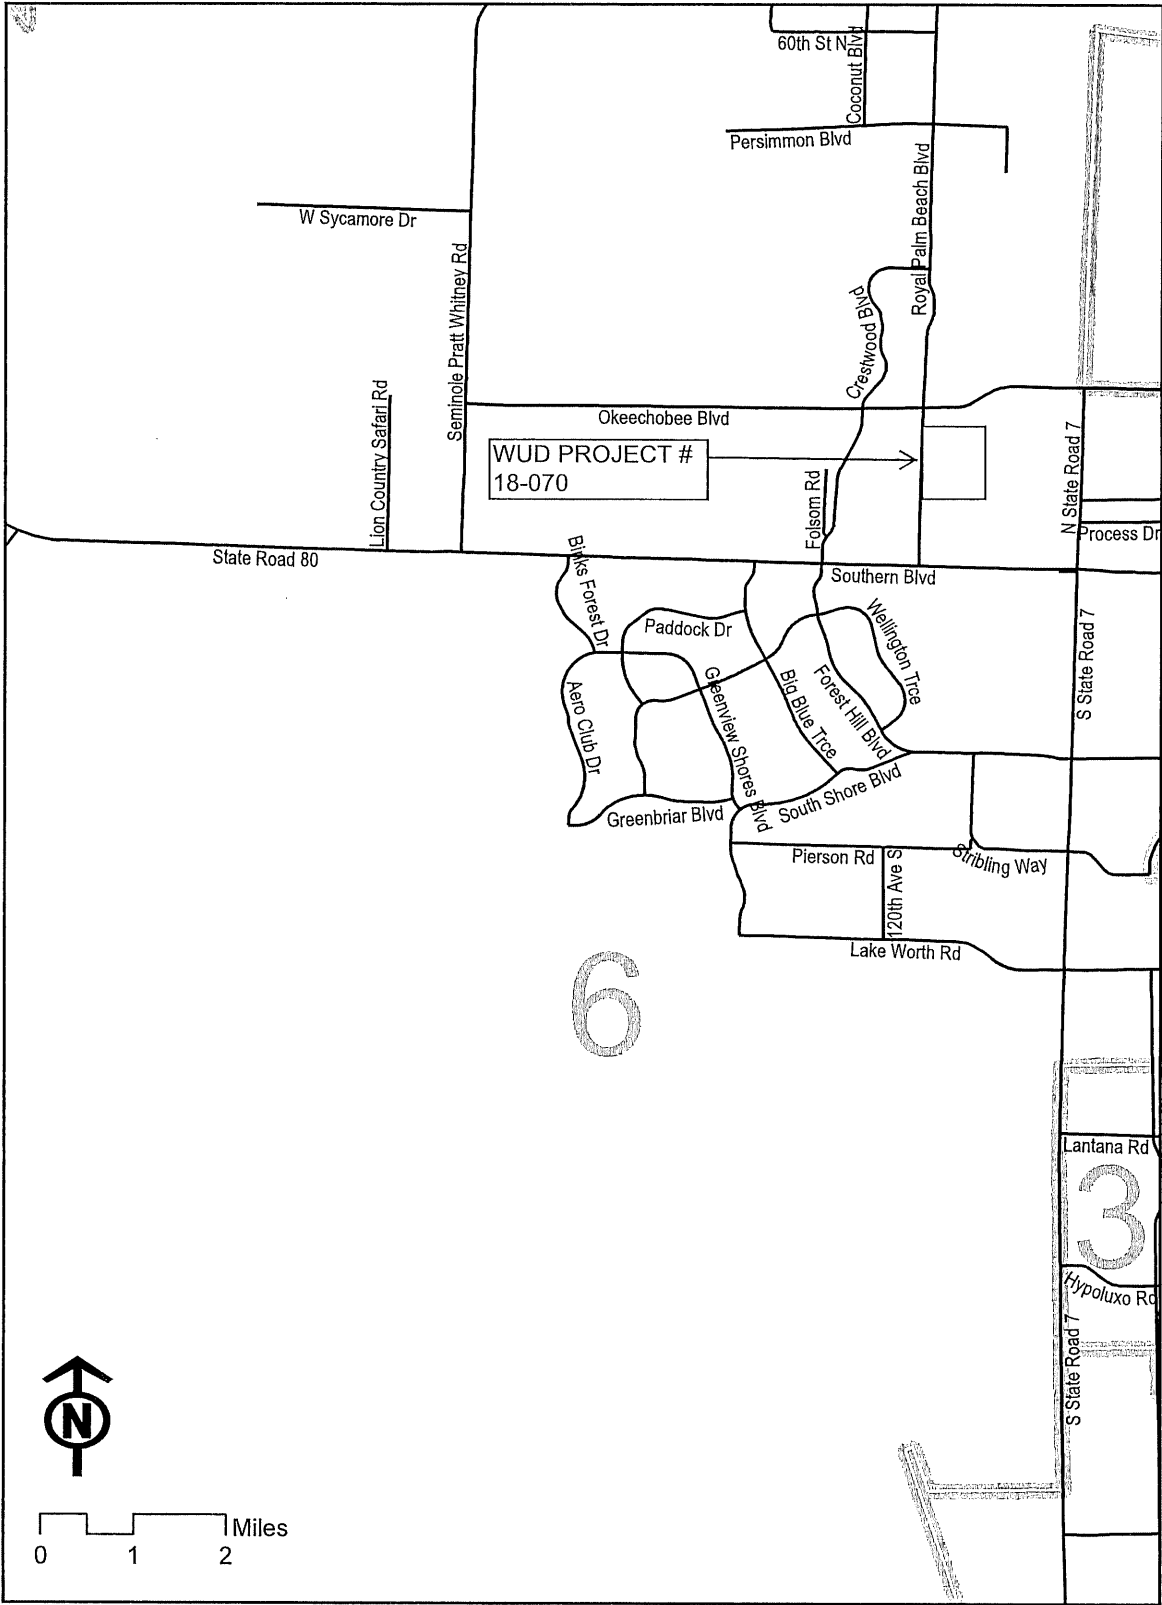 60th St N
Coconut Blvd
Persimmon Blvd
Royal Palm Beach Blvd
W Sycamore Dr
Seminole Pratt Whitney Rd
Crestwood Blvd
Lion Country Safari Rd
Okeechobee Blvd
WUD PROJECT #
18-070
Folsom Rd
N State Road 7
Process Dr
State Road 80
Southern Blvd
Binks Forest Dr
Paddock Dr
Wellington Trce
S State Road 7
Aero Club Dr
Greenview Shores Blvd
Big Blue Trce
Forest Hill Blvd
South Shore Blvd
Greenbriar Blvd
Pierson Rd
120th Ave S
Stribling Way
Lake Worth Rd
6
Lantana Rd
3
Hypoluxo Rd
S State Road 7
N
Miles
0 1 2